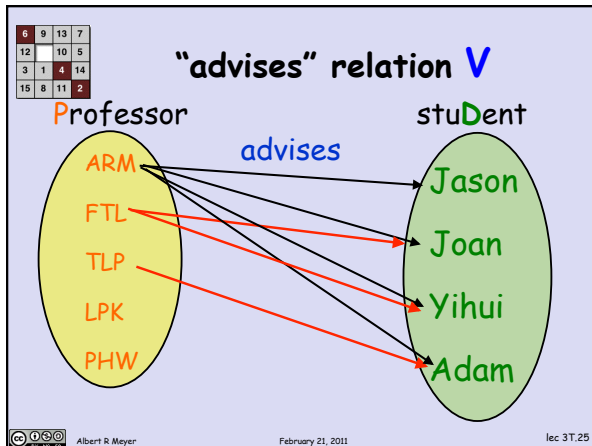 6 9 13 7
12 10 5
3 1 4 14
15 8 11 2
“advises” relation V
Professor
stuDent
advises
ARM
FTL
TLP
LPK
PHW
Jason
Joan
Yihui
Adam
Albert R Meyer
February 21, 2011
lec 3T.25